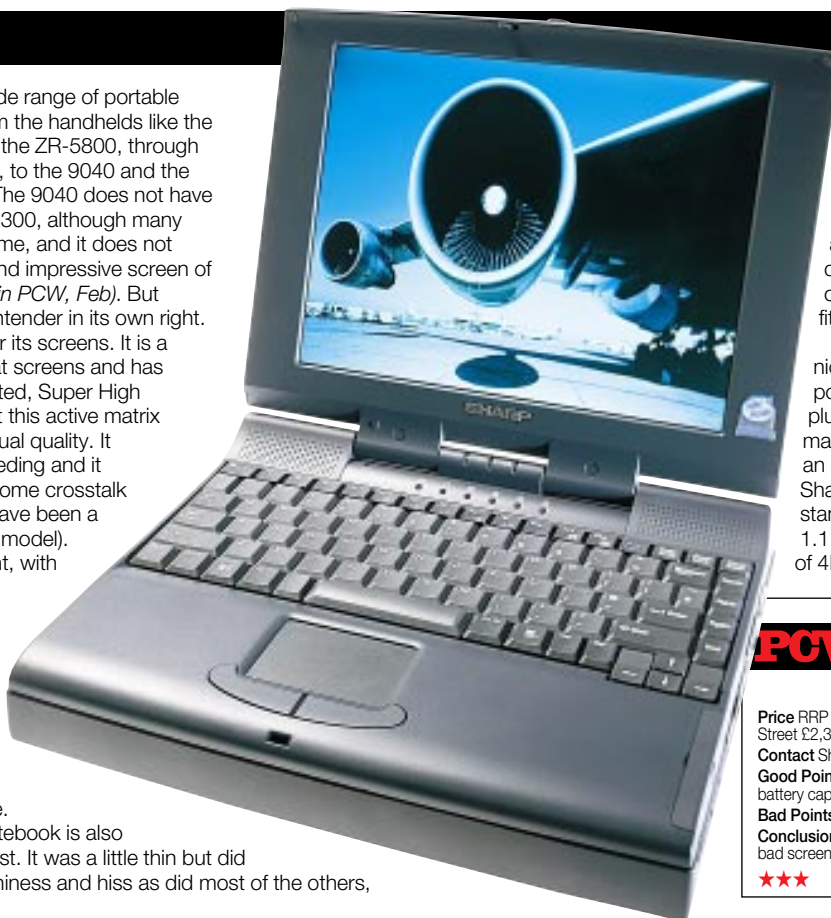 de range of portable
m the handhelds like the
the ZR-5800, through
, to the 9040 and the
The 9040 does not have
300, although many
me, and it does not
nd impressive screen of
in PCW, Feb). But
ntender in its own right.
r its screens. It is a
at screens and has
ted, Super High
t this active matrix
ual quality. It
eding and it
ome crosstalk
ave been a
model).
t, with
e.
tebook is also
st. It was a little thin but did
niness and hiss as did most of the others,
SHARP
a
c
c
fit
nic
po
plu
ma
an
Sha
star
1.1
of 4
PCW
Price RRP
Street £2,3
Contact Sh
Good Poin
battery cap
Bad Points
Conclusion
bad screen
★★★